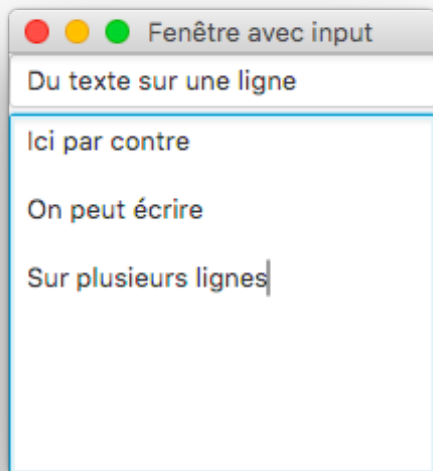 Fenêtre avec input
Du texte sur une ligne
Ici par contre
On peut écrire
Sur plusieurs lignes